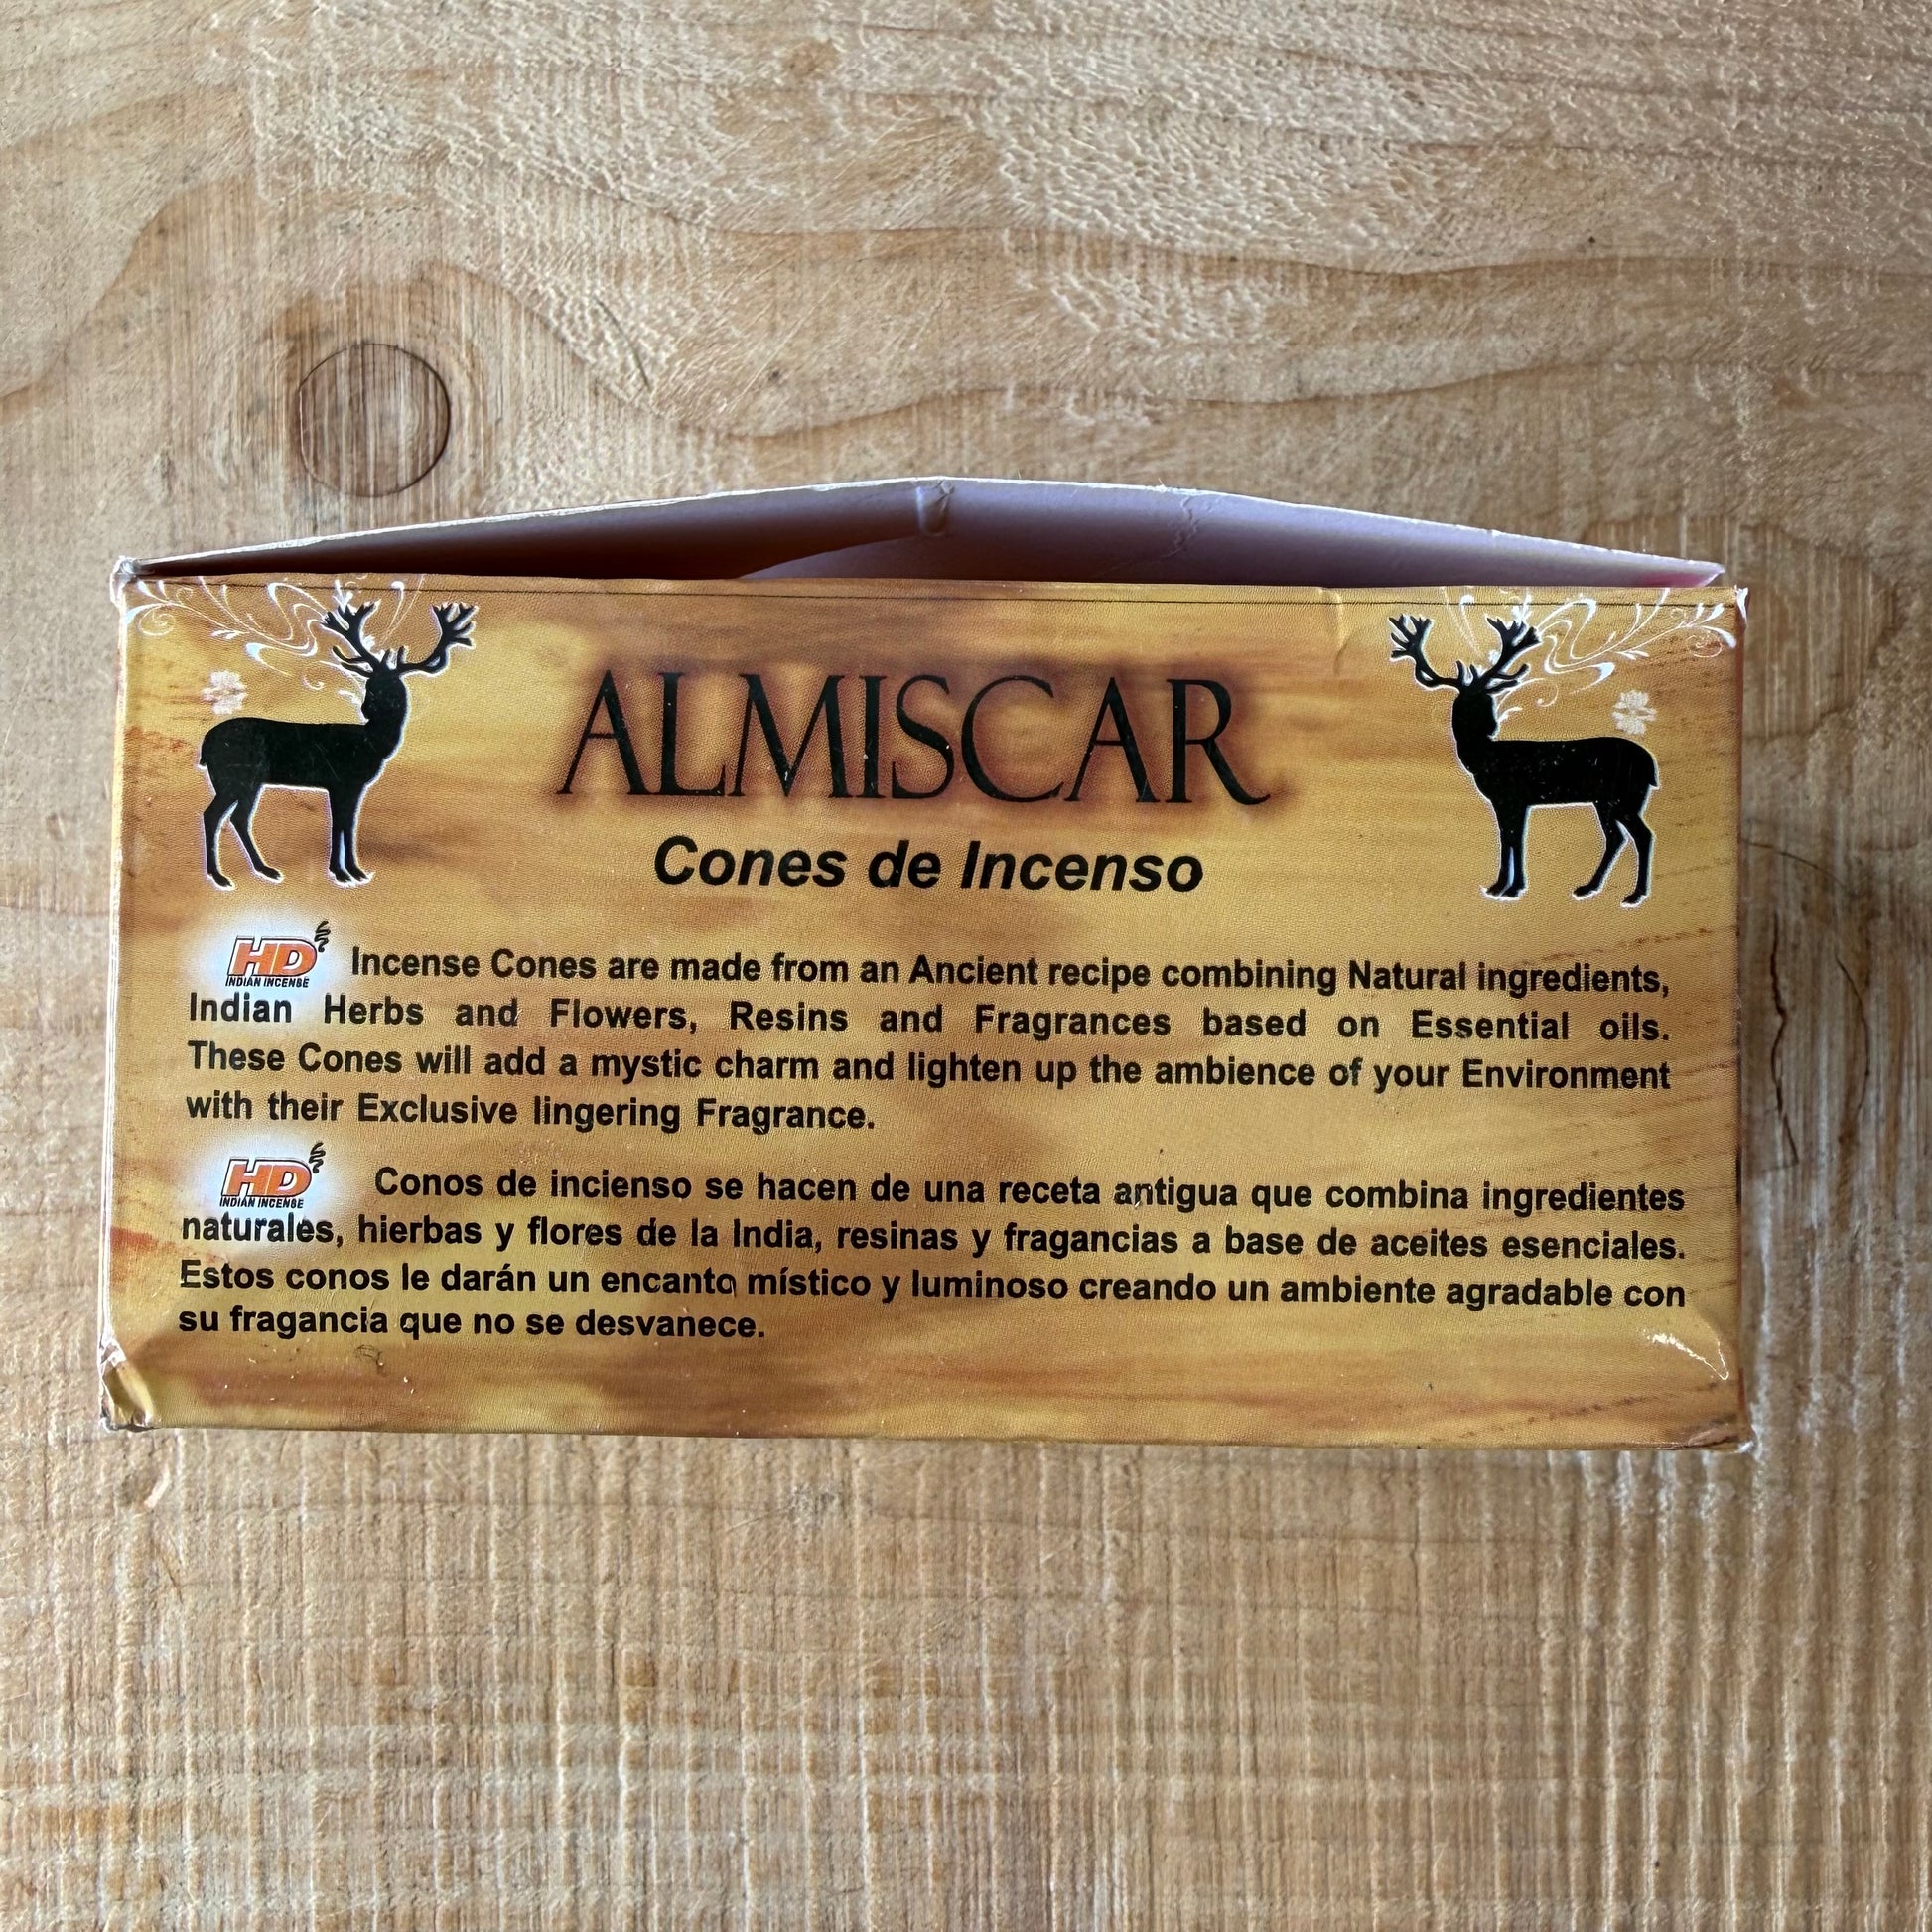 ALMISCAR
Cones de Incenso
HD
INDIAN INCENSE
Incense Cones are made from an Ancient recipe combining Natural ingredients,
Indian Herbs and Flowers, Resins and Fragrances based on Essential oils.
These Cones will add a mystic charm and lighten up the ambience of your Environment
with their Exclusive lingering Fragrance.
HD
INDIAN INCENSE
Conos de incienso se hacen de una receta antigua que combina ingredientes
naturales, hierbas y flores de la India, resinas y fragancias a base de aceites esenciales.
Estos conos le darán un encanto místico y luminoso creando un ambiente agradable con
su fragancia que no se desvanece.